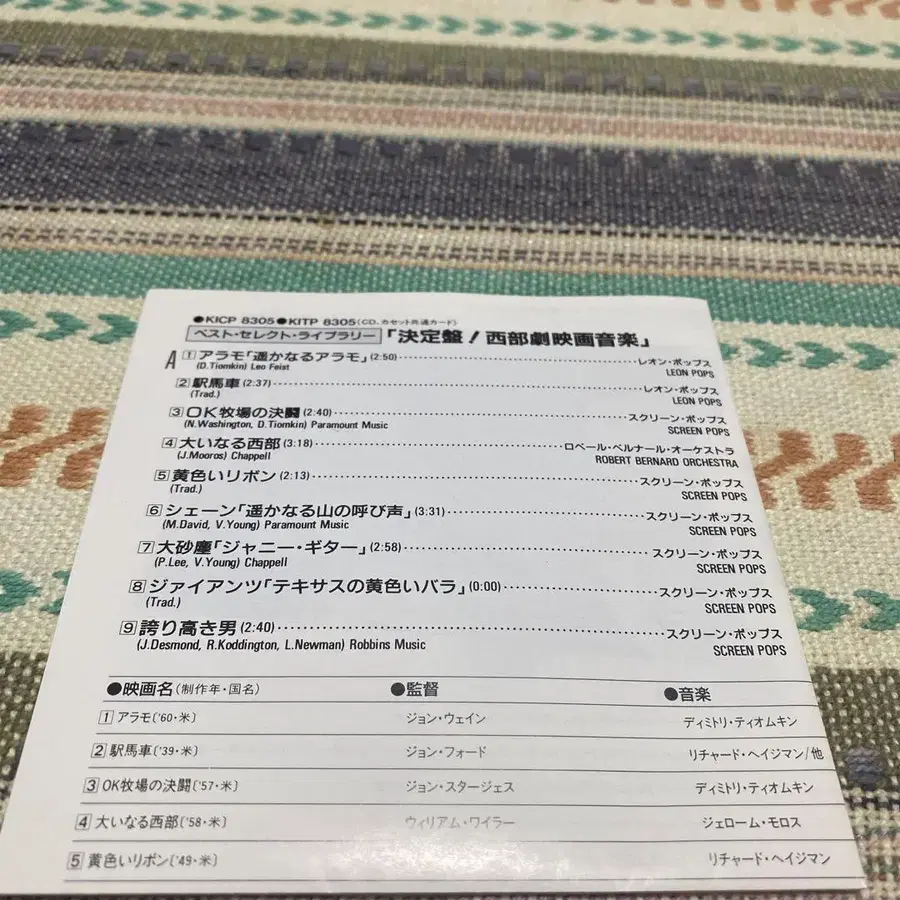 ●KICP 8305●KITP 8305(CD、カセット共通カード)
ベスト・セレクト・ライブラリー「決定盤!西部劇映画音楽」
A 1 アラモ「遥かなるアラモ」(2:50) レオン・ポップス
(D.Tiomkin) Leo Feist LEON POPS
2 駅馬車(2:37) レオン・ポップス
(Trad.) LEON POPS
3 OK牧場の決闘(2:40) スクリーン・ポップス
(N.Washington, D.Tiomkin) Paramount Music SCREEN POPS
4 大いなる西部(3:18) ロベール・ベルナール・オーケストラ
(J.Mooros) Chappell ROBERT BERNARD ORCHESTRA
5 黄色いリボン(2:13) スクリーン・ポップス
(Trad.) SCREEN POPS
6 シェーン「遥かなる山の呼び声」(3:31) スクリーン・ポップス
(M.David, V.Young) Paramount Music SCREEN POPS
7 大砂塵「ジャニー・ギター」(2:58) スクリーン・ポップス
(P.Lee, V.Young) Chappell SCREEN POPS
8 ジァイアンツ「テキサスの黄色いバラ」(0:00) スクリーン・ポップス
(Trad.) SCREEN POPS
9 誇り高き男(2:40) スクリーン・ポップス
(J.Desmond, R.Koddington, L.Newman) Robbins Music SCREEN POPS
●映画名(制作年・国名) ●監督 ●音楽
1 アラモ('60・米) ジョン・ウェイン ディミトリ・ティオムキン
2 駅馬車('39・米) ジョン・フォード リチャード・ヘイジマン/他
3 OK牧場の決闘('57・米) ジョン・スタージェス ディミトリ・ティオムキン
4 大いなる西部('58・米) ウィリアム・ワイラー ジェローム・モロス
5 黄色いリボン('49・米) リチャード・ヘイジマン